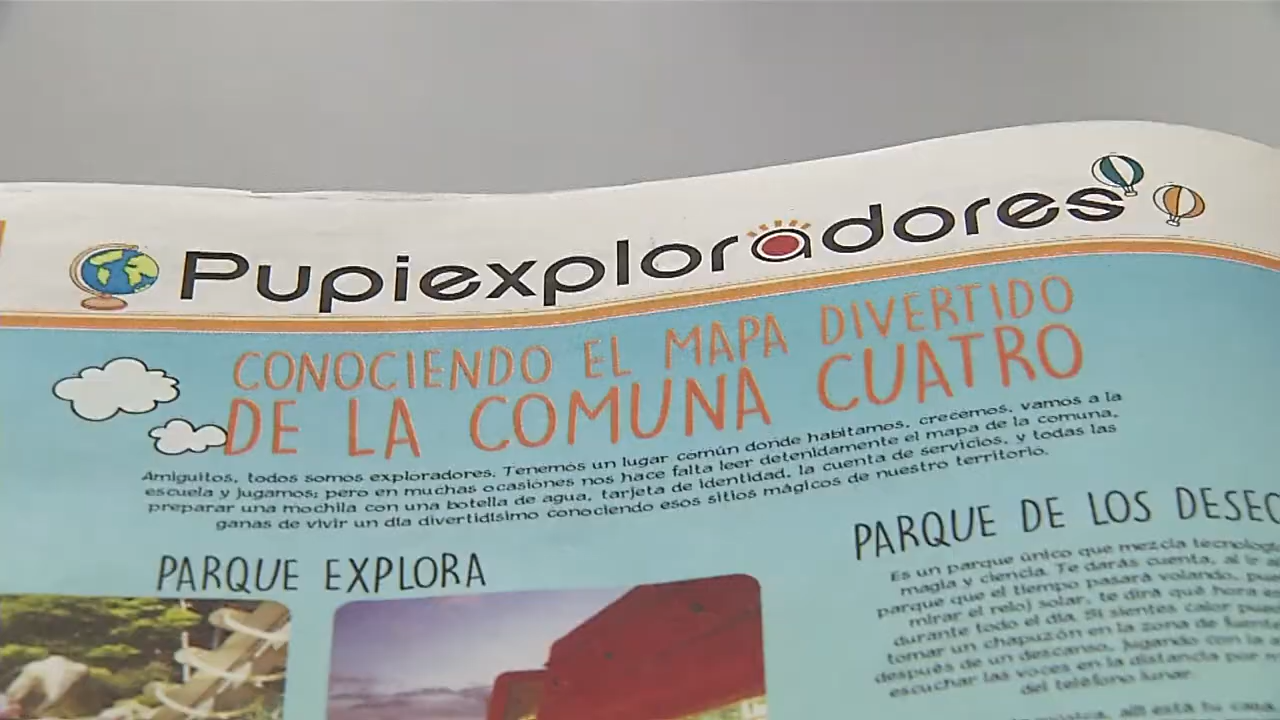 Pupiexploradores
CONOCIENDO EL MAPA DIVERTIDO
DE LA COMUNA CUATRO
Amiguitos, todos somos exploradores. Tenemos un lugar común donde habitamos, crecemos, vamos a la
escuela y jugamos; pero en muchas ocasiones nos hace falta leer detenidamente el mapa de la comuna,
preparar una mochila con una botella de agua, tarjeta de identidad, la cuenta de servicios, y todas las
ganas de vivir un día divertidísimo conociendo esos sitios mágicos de nuestro territorio.
PARQUE EXPLORA
PARQUE DE LOS
Es un parque único que mezcla
magia y ciencia. Te darás cuenta, al ir al
parque que el tiempo pasará volando,
mirar el reloj solar, te dirá qué hora
durante todo el día. Si sientes calor
tomar un chapuzón en la zona de
después de un descanso, jugando con la
escuchar las voces en la distancia por
del teléfono lunar.
allí está tu casa